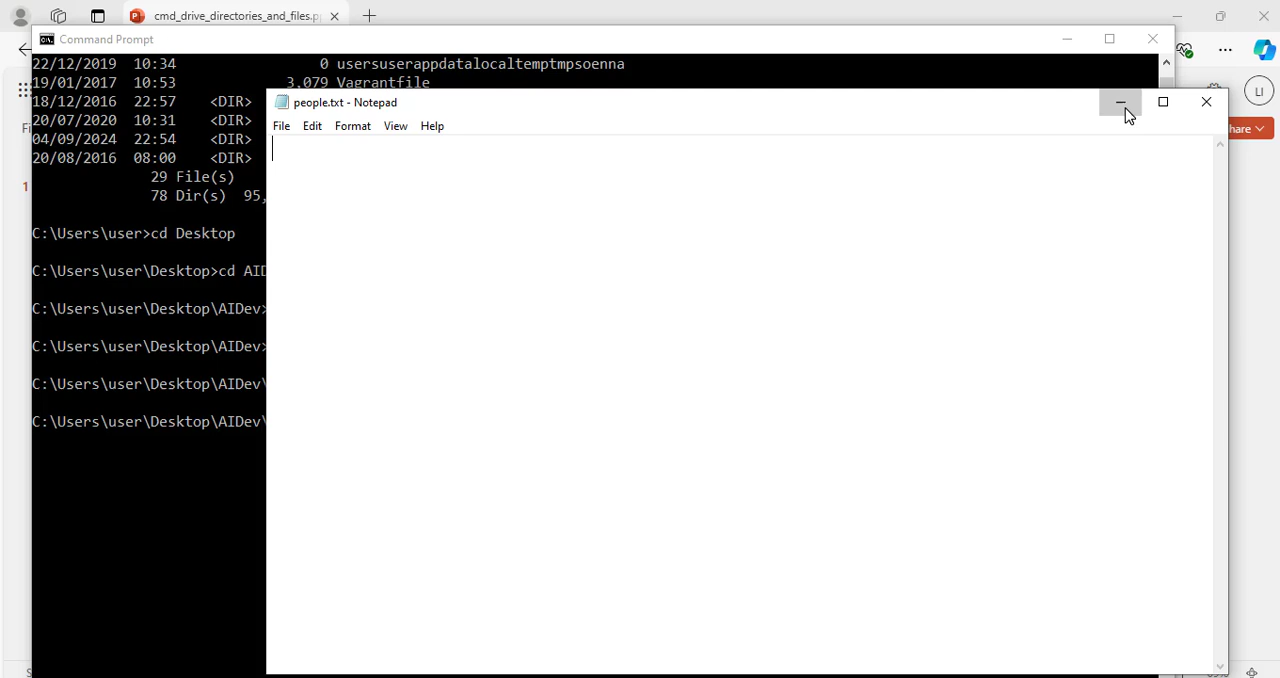 cmd_drive_directories_and_files.p
Command Prompt
22/12/2019 10:34 0 usersuserappdatalocaltemptmpsoenna
19/01/2017 10:53 3,079 Vagrantfile
18/12/2016 22:57 <DIR>
20/07/2020 10:31 <DIR>
04/09/2024 22:54 <DIR>
20/08/2016 08:00 <DIR>
29 File(s)
78 Dir(s) 95,
C:\Users\user>cd Desktop
C:\Users\user\Desktop>cd AID
C:\Users\user\Desktop\AIDev>
C:\Users\user\Desktop\AIDev>
C:\Users\user\Desktop\AIDev\
C:\Users\user\Desktop\AIDev\
people.txt - Notepad
File Edit Format View Help
LI
hare
1